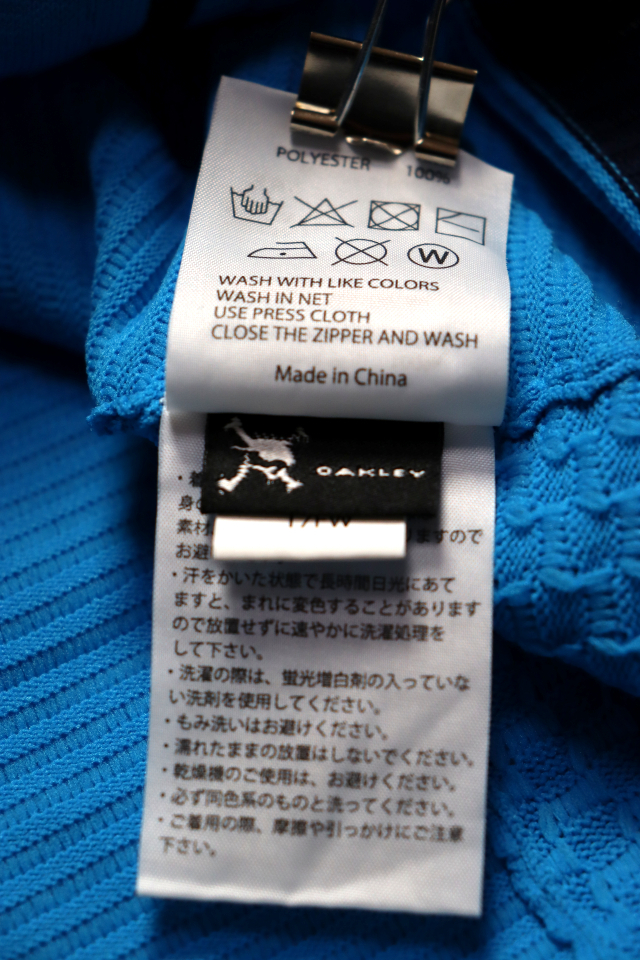 POLYESTER 100%
W
WASH WITH LIKE COLORS
WASH IN NET
USE PRESS CLOTH
CLOSE THE ZIPPER AND WASH
Made in China
OAKLEY
・
身
素材 りますので
お避
・汗をかいた状態で長時間日光にあて
ますと、まれに変色することがあります
ので放置せずに速やかに洗濯処理を
して下さい。
・洗濯の際は、蛍光増白剤の入っていな
い洗剤を使用してください。
・もみ洗いはお避けください。
・濡れたままの放置はしないでください。
・乾燥機のご使用は、お避けください。
・必ず同色系のものと洗ってください。
・ご着用の際、摩擦や引っかけにご注意
下さい。